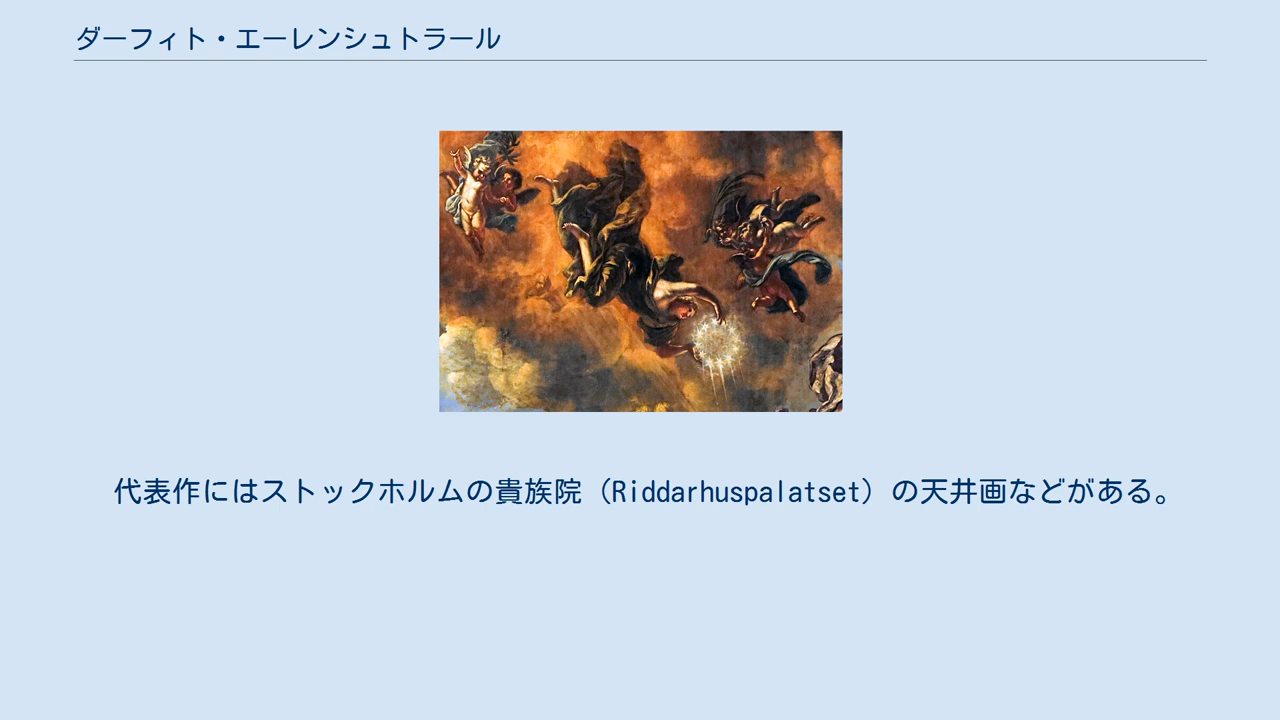 ダーフィト・エーレンシュトラール
代表作にはストックホルムの貴族院（Riddarhuspalatset）の天井画などがある。